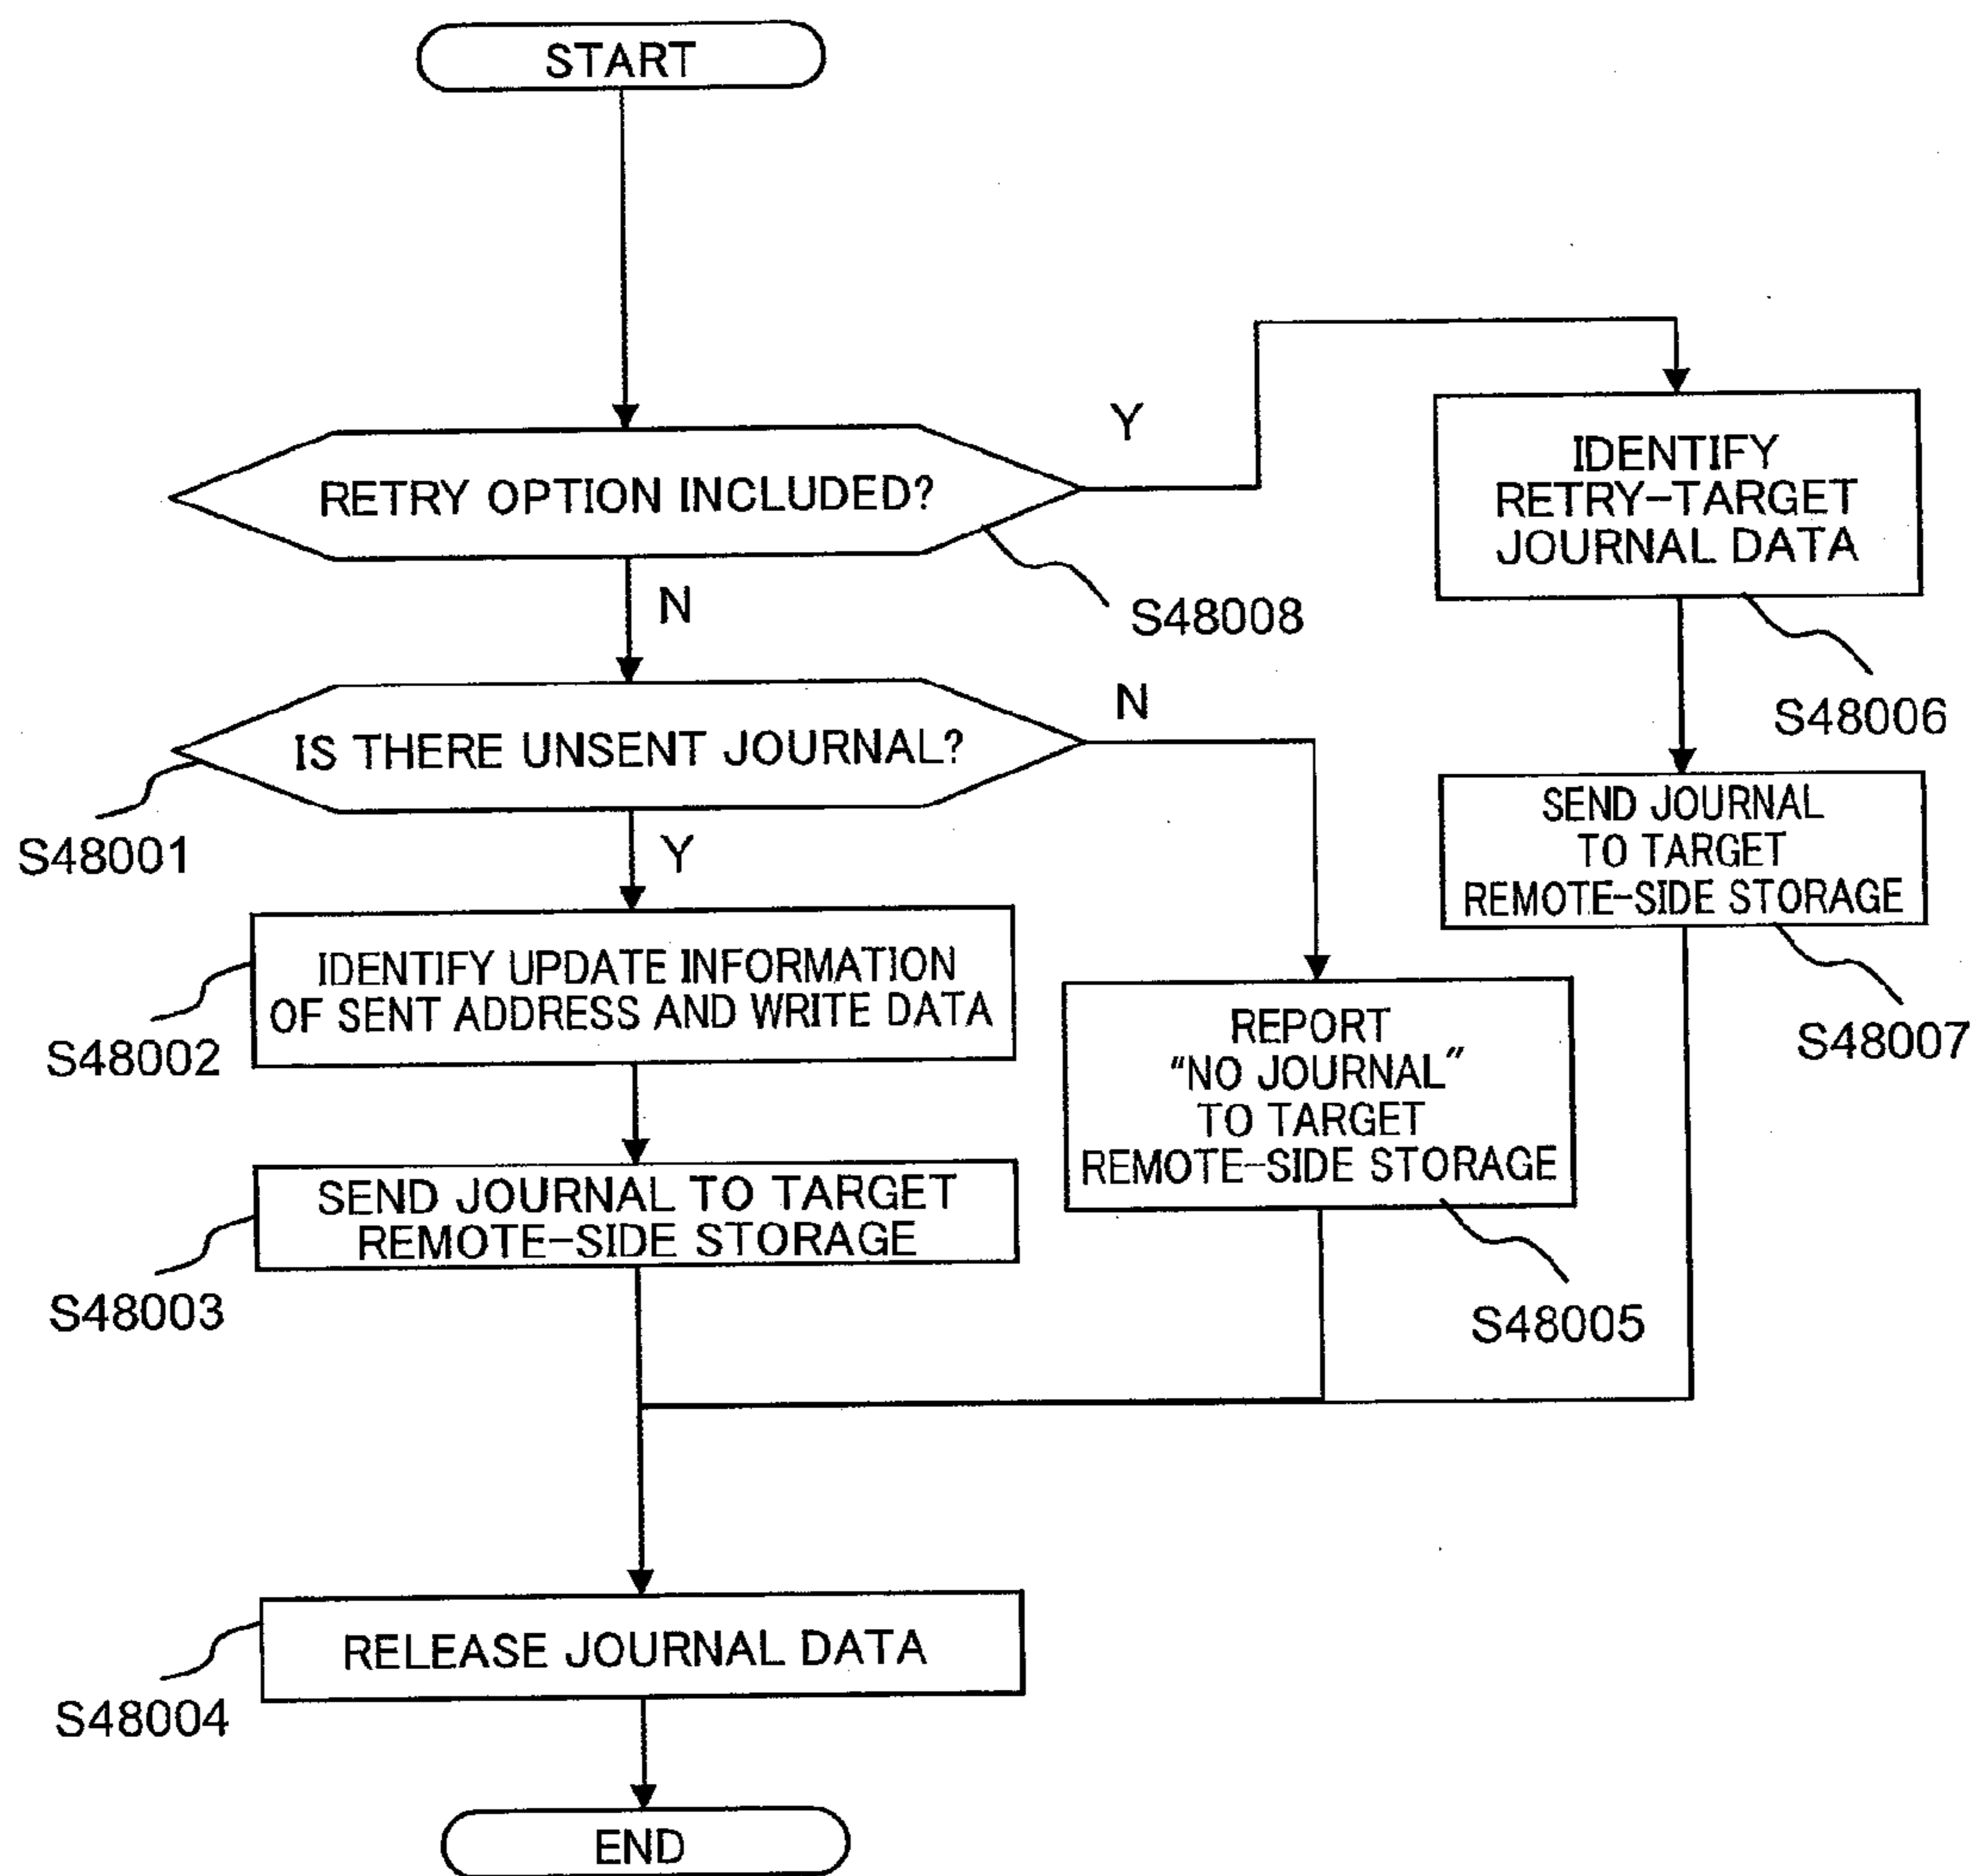 START
RETRY OPTION INCLUDED?
Y
N
S48008
IDENTIFY
RETRY-TARGET
JOURNAL DATA
S48006
IS THERE UNSENT JOURNAL?
N
Y
S48001
SEND JOURNAL
TO TARGET
REMOTE-SIDE STORAGE
S48007
IDENTIFY UPDATE INFORMATION
OF SENT ADDRESS AND WRITE DATA
S48002
REPORT
"NO JOURNAL"
TO TARGET
REMOTE-SIDE STORAGE
S48005
SEND JOURNAL TO TARGET
REMOTE-SIDE STORAGE
S48003
RELEASE JOURNAL DATA
S48004
END